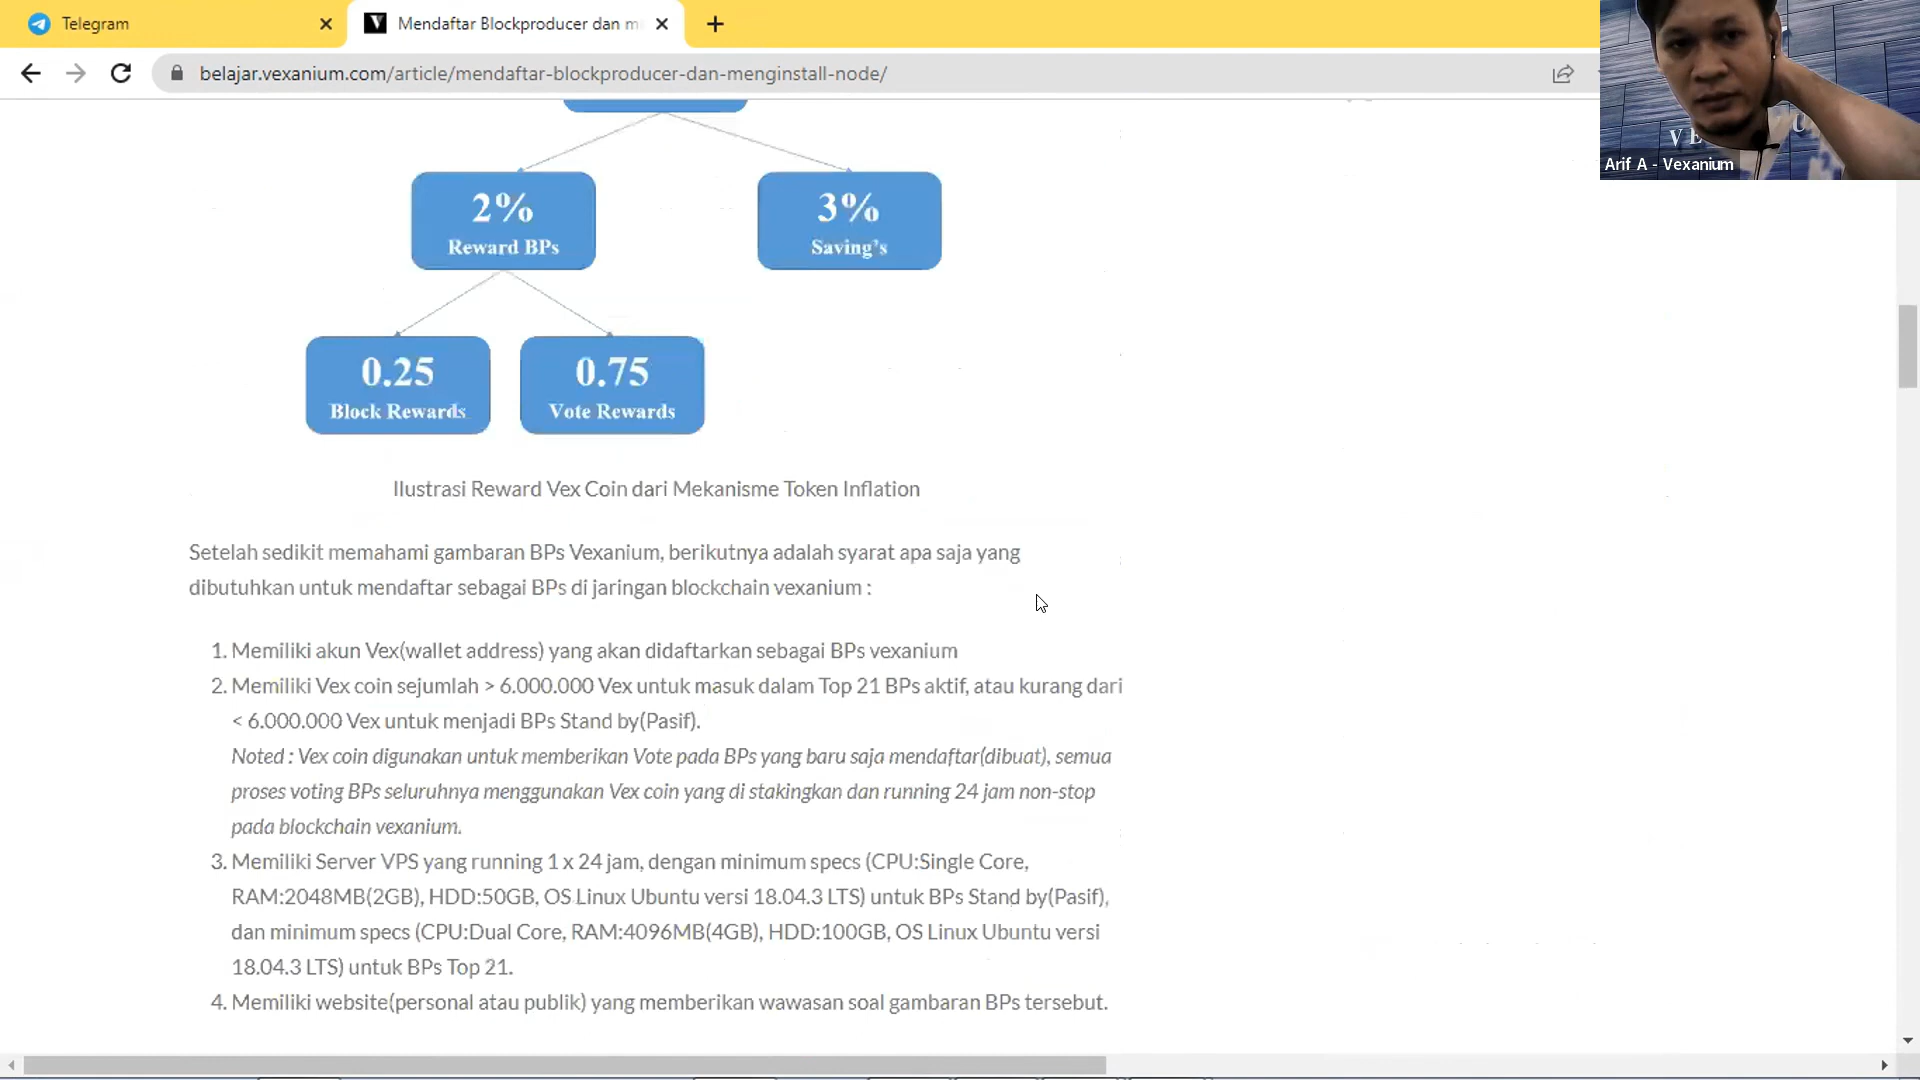 Telegram
Mendaftar Blockproducer dan m
belajar.vexanium.com/article/mendaftar-blockproducer-dan-menginstall-node/
V E
U
Arif A - Vexanium
2%
Reward BPs
3%
Saving's
0.25
Block Rewards
0.75
Vote Rewards
Ilustrasi Reward Vex Coin dari Mekanisme Token Inflation
Setelah sedikit memahami gambaran BPs Vexanium, berikutnya adalah syarat apa saja yang
dibutuhkan untuk mendaftar sebagai BPs di jaringan blockchain vexanium :
1. Memiliki akun Vex(wallet address) yang akan didaftarkan sebagai BPs vexanium
2. Memiliki Vex coin sejumlah > 6.000.000 Vex untuk masuk dalam Top 21 BPs aktif, atau kurang dari
< 6.000.000 Vex untuk menjadi BPs Stand by(Pasif).
Noted : Vex coin digunakan untuk memberikan Vote pada BPs yang baru saja mendaftar(dibuat), semua
proses voting BPs seluruhnya menggunakan Vex coin yang di stakingkan dan running 24 jam non-stop
pada blockchain vexanium.
3. Memiliki Server VPS yang running 1 x 24 jam, dengan minimum specs (CPU:Single Core,
RAM:2048MB(2GB), HDD:50GB, OS Linux Ubuntu versi 18.04.3 LTS) untuk BPs Stand by(Pasif),
dan minimum specs (CPU:Dual Core, RAM:4096MB(4GB), HDD:100GB, OS Linux Ubuntu versi
18.04.3 LTS) untuk BPs Top 21.
4. Memiliki website(personal atau publik) yang memberikan wawasan soal gambaran BPs tersebut.